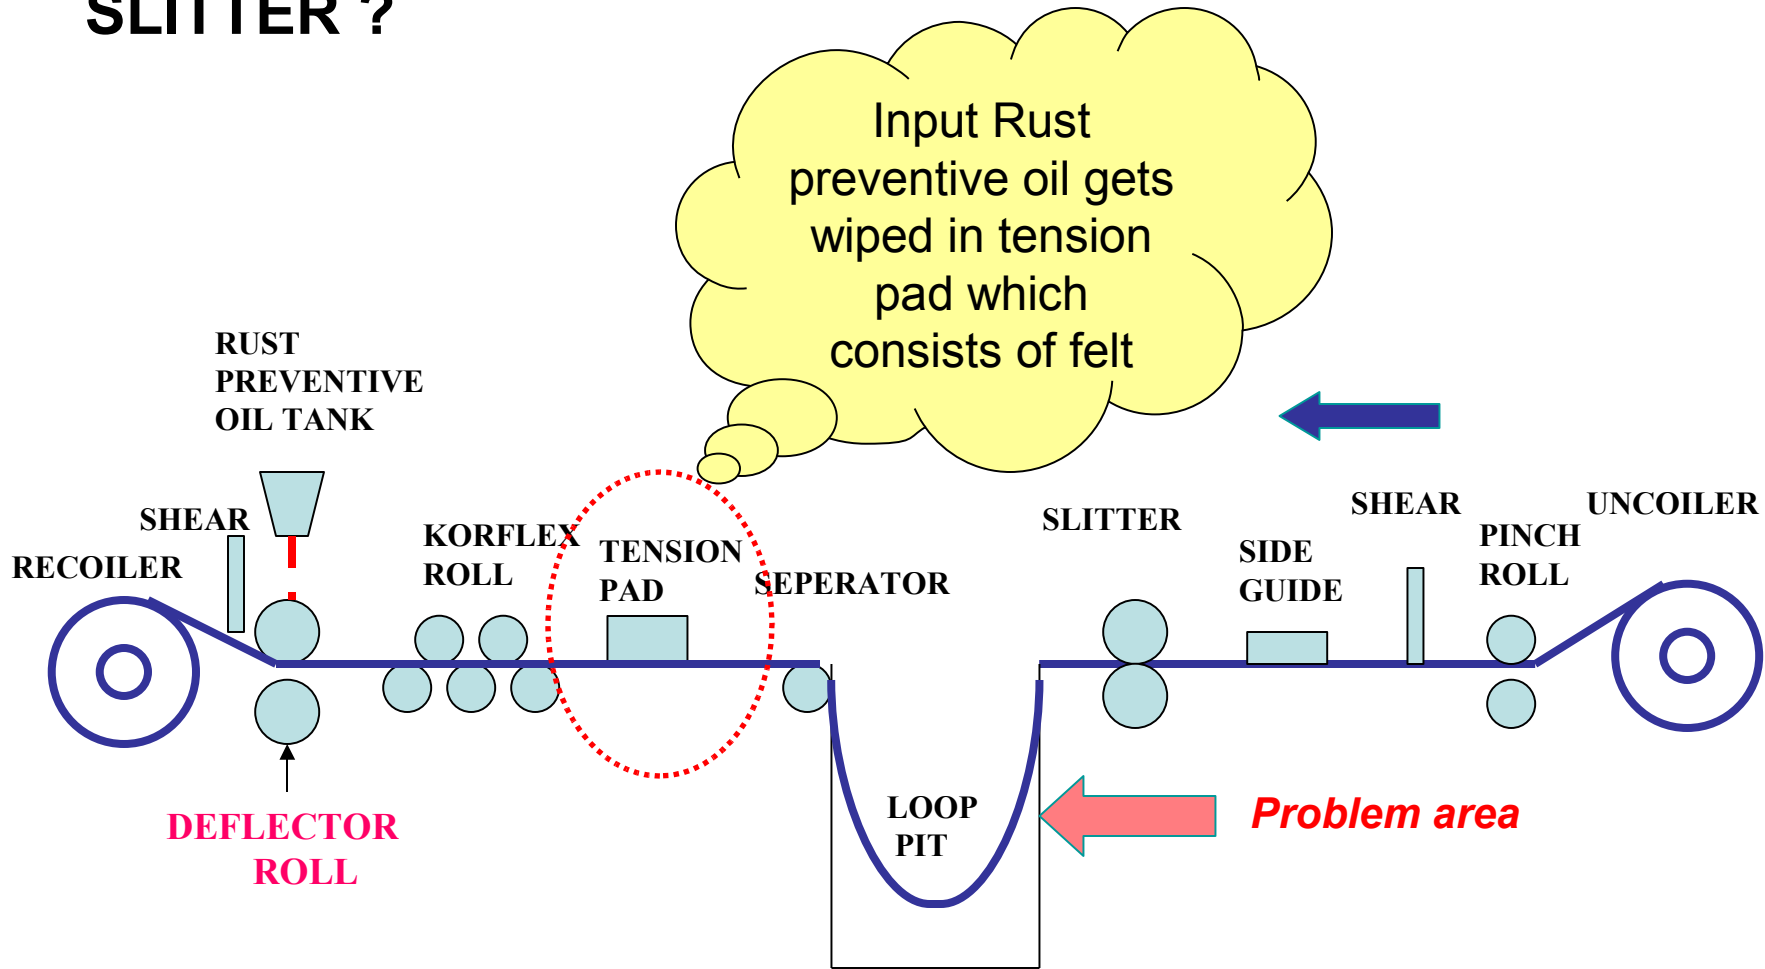 SLITTER ?
Input Rust
preventive oil gets
wiped in tension
pad which
consists of felt
RUST
PREVENTIVE
OIL TANK
SHEAR
RECOILER
KORFLEX
ROLL
TENSION
PAD
SEPERATOR
SLITTER
SIDE
GUIDE
SHEAR
PINCH
ROLL
UNCOILER
DEFLECTOR
ROLL
LOOP
PIT
Problem area